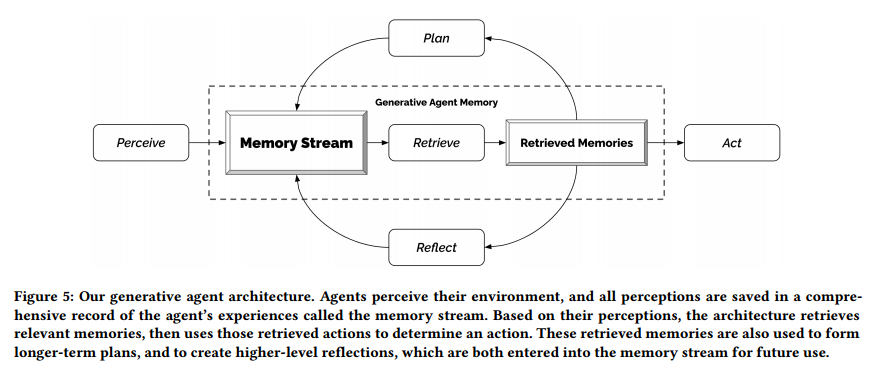 Plan
Generative Agent Memory
Perceive
Memory Stream
Retrieve
Retrieved Memories
Act
Reflect
Figure 5: Our generative agent architecture. Agents perceive their environment, and all perceptions are saved in a compre-
hensive record of the agent's experiences called the memory stream. Based on their perceptions, the architecture retrieves
relevant memories, then uses those retrieved actions to determine an action. These retrieved memories are also used to form
longer-term plans, and to create higher-level reflections, which are both entered into the memory stream for future use.